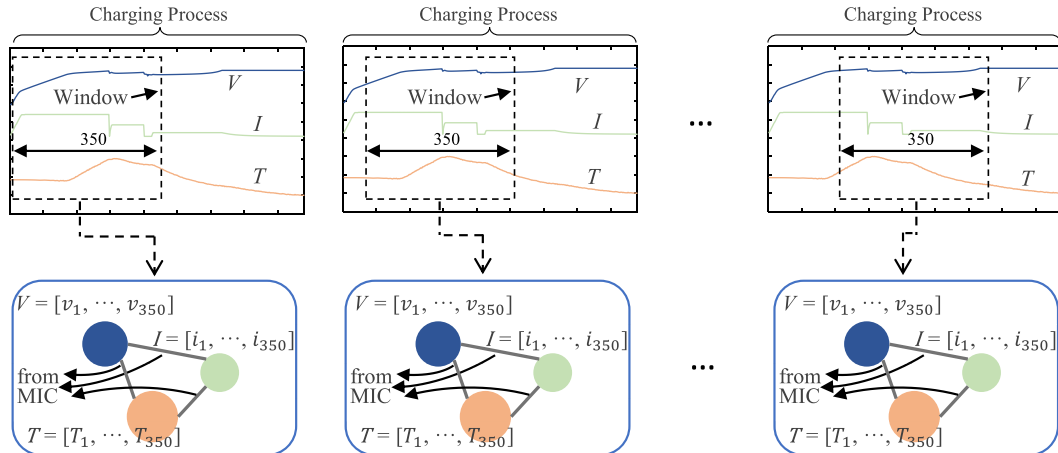 Charging Process
Charging Process
Charging Process
V
Window
I
350
T
V
Window
I
350
T
...
V
Window
I
350
T
V = [v₁, ⋯, v₃₅₀]
I = [i₁, ⋯, i₃₅₀]
from
MIC
T = [T₁, ⋯, T₃₅₀]
V = [v₁, ⋯, v₃₅₀]
I = [i₁, ⋯, i₃₅₀]
from
MIC
T = [T₁, ⋯, T₃₅₀]
...
V = [v₁, ⋯, v₃₅₀]
I = [i₁, ⋯, i₃₅₀]
from
MIC
T = [T₁, ⋯, T₃₅₀]